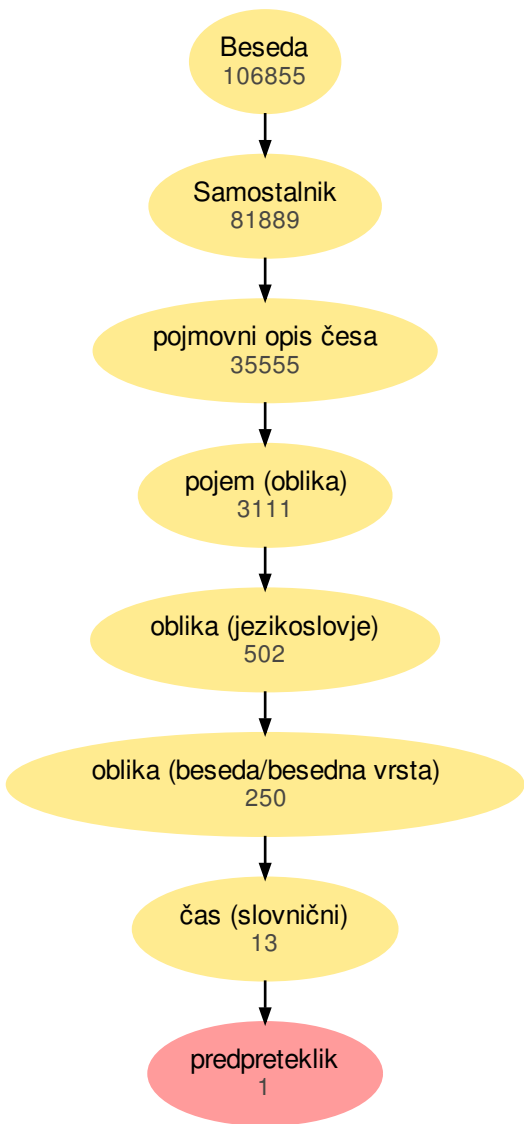 Beseda
106855
Samostalnik
81889
pojmovni opis česa
35555
pojem (oblika)
3111
oblika (jezikoslovje)
502
oblika (beseda/besedna vrsta)
250
čas (slovnični)
13
predpreteklik
1